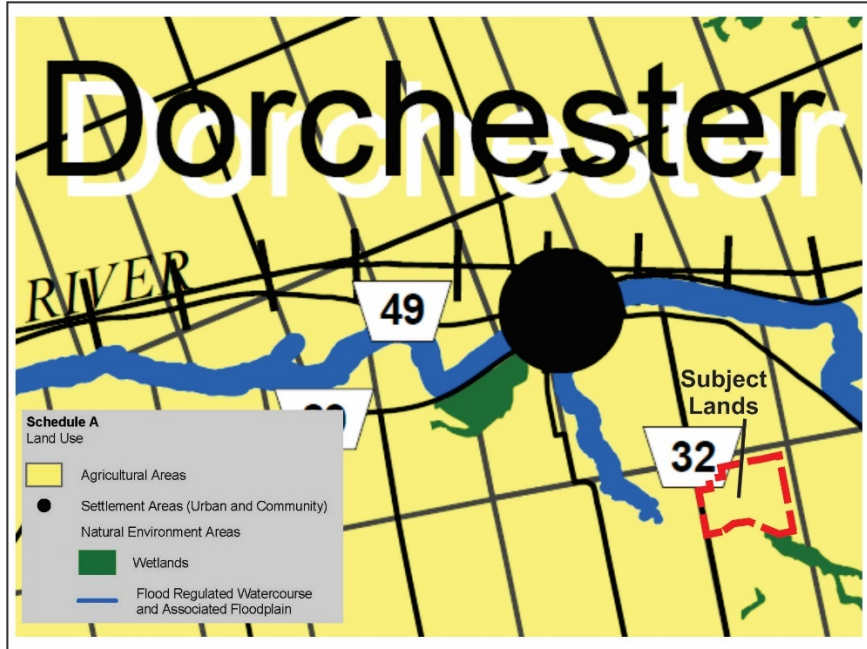 Dorchester
RIVER
49
Subject
Lands
32
Schedule A
Land Use
Agricultural Areas
Settlement Areas (Urban and Community)
Natural Environment Areas
Wetlands
Flood Regulated Watercourse
and Associated Floodplain